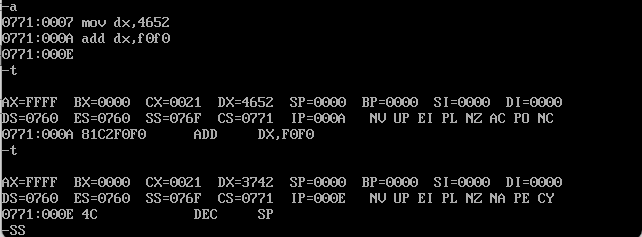 -a
0771:0007 mov dx,4652
0771:000A add dx,f0f0
0771:000E
-t
AX=FFFF  BX=0000  CX=0021  DX=4652  SP=0000  BP=0000  SI=0000  DI=0000
DS=0760  ES=0760  SS=076F  CS=0771  IP=000A   NV UP EI PL NZ AC PO NC
0771:000A 81C2F0F0      ADD     DX,F0F0
-t
AX=FFFF  BX=0000  CX=0021  DX=3742  SP=0000  BP=0000  SI=0000  DI=0000
DS=0760  ES=0760  SS=076F  CS=0771  IP=000E   NV UP EI PL NZ NA PE CY
0771:000E 4C            DEC     SP
-SS